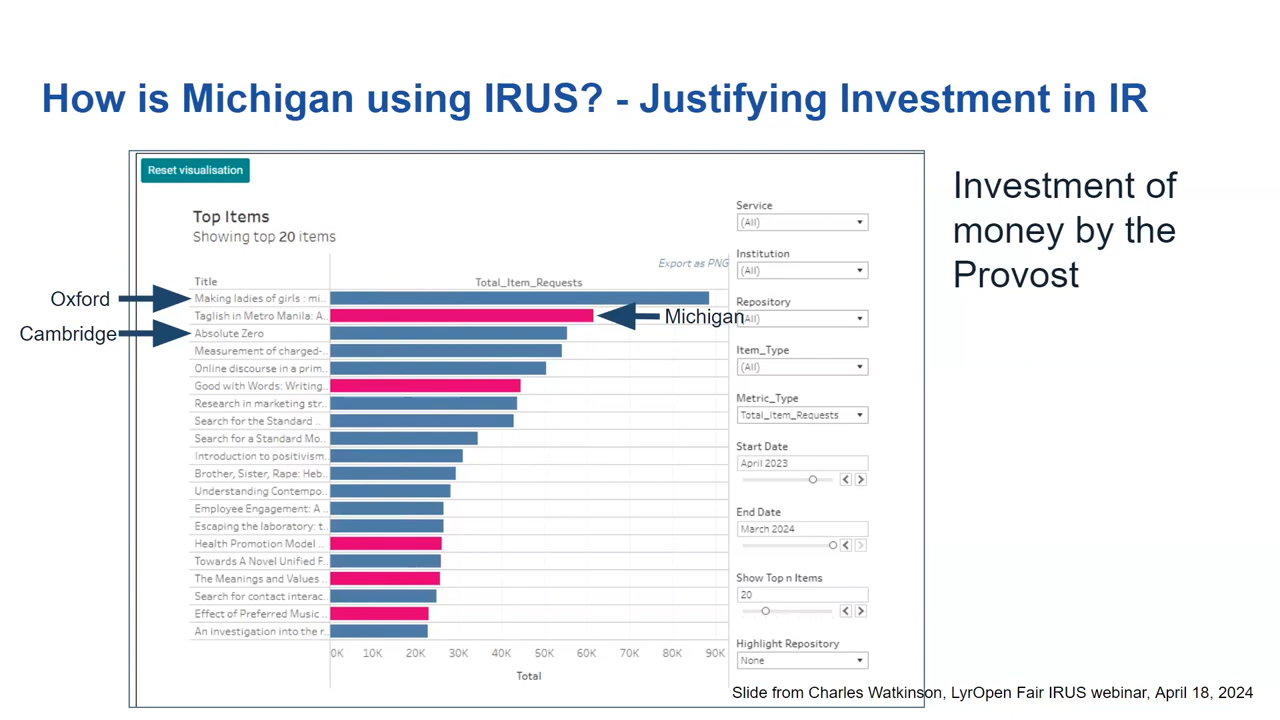 How is Michigan using IRUS? - Justifying Investment in IR
Reset visualisation
Top Items
Showing top 20 items
Export as PNG
Title
Total_Item_Requests
Oxford
Making ladies of girls : mi..
Taglish in Metro Manila: A..
Michigan
Cambridge
Absolute Zero
Measurement of charged-..
Online discourse in a prim..
Good with Words: Writing..
Research in marketing str..
Search for the Standard ..
Search for a Standard Mo..
Introduction to positivism..
Brother, Sister, Rape: Heb..
Understanding Contempo..
Employee Engagement: A ..
Escaping the laboratory: t..
Health Promotion Model ..
Towards A Novel Unified F..
The Meanings and Values ..
Search for contact interac..
Effect of Preferred Music ..
An investigation into the r..
0K 10K 20K 30K 40K 50K 60K 70K 80K 90K
Total
Service
(All)
Institution
(All)
Repository
(All)
Item_Type
(All)
Metric_Type
Total_Item_Requests
Start Date
April 2023
End Date
March 2024
Show Top n Items
20
Highlight Repository
None
Investment of
money by the
Provost
Slide from Charles Watkinson, LyrOpen Fair IRUS webinar, April 18, 2024